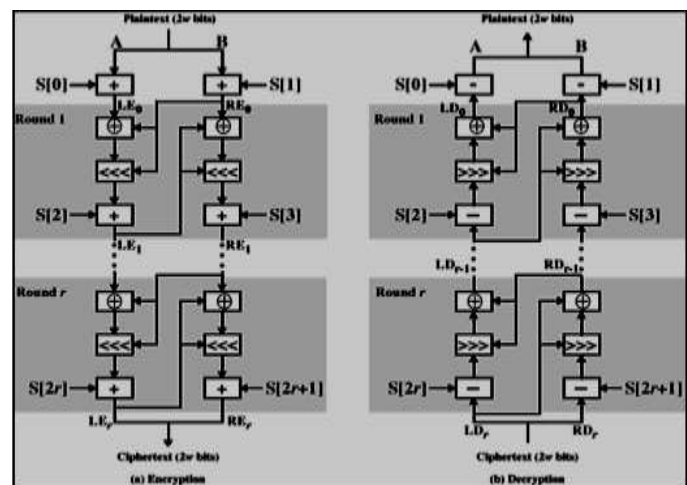 Plaintext (2w bits)
A B
S[0] + + S[1]
LE0 RE0
Round 1
<<< <<<
S[2] + + S[3]
LE1 RE1
Round r
<<< <<<
S[2r] + + S[2r+1]
LEr REr
Ciphertext (2w bits)
(a) Encryption
Plaintext (2w bits)
A B
S[0] - - S[1]
LD0 RD0
Round 1
>>> >>>
S[2] − − S[3]
LDr-1 RDr-1
Round r
>>> >>>
S[2r] − − S[2r+1]
LDr RDr
Ciphertext (2w bits)
(b) Decryption